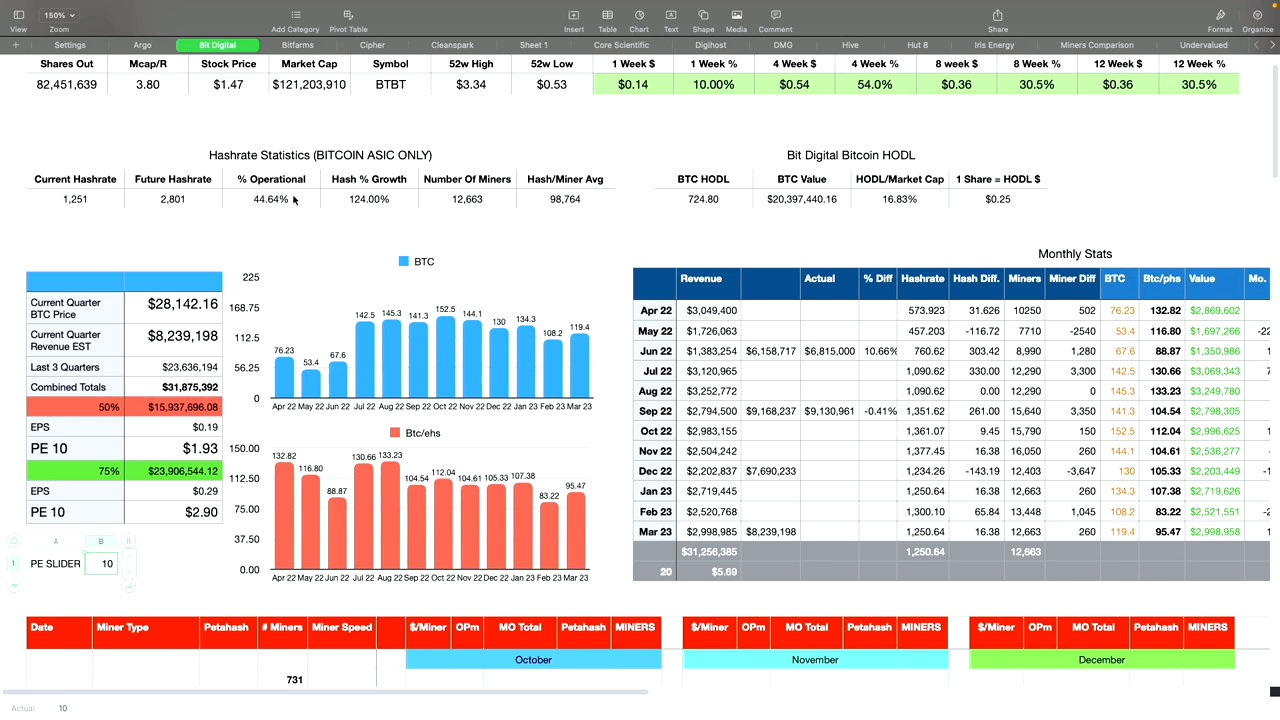 150%
View Zoom Add Category Pivot Table Insert Table Chart Text Shape Media Comment Share Format Organize
Settings Argo Bit Digital Bitfarms Cipher Cleanspark Sheet 1 Core Scientific Digihost DMG Hive Hut 8 Iris Energy Miners Comparison Undervalued
Shares Out Mcap/R Stock Price Market Cap Symbol 52w High 52w Low 1 Week $ 1 Week % 4 Week $ 4 Week % 8 week $ 8 Week % 12 Week $ 12 Week %
82,451,639 3.80 $1.47 $121,203,910 BTBT $3.34 $0.53 $0.14 10.00% $0.54 54.0% $0.36 30.5% $0.36 30.5%
Hashrate Statistics (BITCOIN ASIC ONLY)
Current Hashrate Future Hashrate % Operational Hash % Growth Number Of Miners Hash/Miner Avg
1,251 2,801 44.64% 124.00% 12,663 98,764
Bit Digital Bitcoin HODL
BTC HODL BTC Value HODL/Market Cap 1 Share = HODL $
724.80 $20,397,440.16 16.83% $0.25
Current Quarter
BTC Price $28,142.16
Current Quarter
Revenue EST $8,239,198
Last 3 Quarters $23,636,194
Combined Totals $31,875,392
50% $15,937,696.08
EPS $0.19
PE 10 $1.93
75% $23,906,544.12
EPS $0.29
PE 10 $2.90
A B
1 PE SLIDER 10
BTC
225
168.75
112.5
56.25
0
76.23 53.4 67.6 142.5 145.3 141.3 152.5 144.1 130 134.3 108.2 119.4
Apr 22 May 22 Jun 22 Jul 22 Aug 22 Sep 22 Oct 22 Nov 22 Dec 22 Jan 23 Feb 23 Mar 23
Btc/ehs
150.00
112.50
75.00
37.50
0.00
132.82 116.80 88.87 130.66 133.23 104.54 112.04 104.61 105.33 107.38 83.22 95.47
Apr 22 May 22 Jun 22 Jul 22 Aug 22 Sep 22 Oct 22 Nov 22 Dec 22 Jan 23 Feb 23 Mar 23
Monthly Stats
Revenue Actual % Diff Hashrate Hash Diff. Miners Miner Diff BTC Btc/phs Value Mo.
Apr 22 $3,049,400 573.923 31.626 10250 502 76.23 132.82 $2,869,602
May 22 $1,726,063 457.203 -116.72 7710 -2540 53.4 116.80 $1,697,266 -22
Jun 22 $1,383,254 $6,158,717 $6,815,000 10.66% 760.62 303.42 8,990 1,280 67.6 88.87 $1,350,986 1
Jul 22 $3,120,965 1,090.62 330.00 12,290 3,300 142.5 130.66 $3,069,343 7
Aug 22 $3,252,772 1,090.62 0.00 12,290 0 145.3 133.23 $3,249,780
Sep 22 $2,794,500 $9,168,237 $9,130,961 -0.41% 1,351.62 261.00 15,640 3,350 141.3 104.54 $2,798,305
Oct 22 $2,983,155 1,361.07 9.45 15,790 150 152.5 112.04 $2,996,625 1
Nov 22 $2,504,242 1,377.45 16.38 16,050 260 144.1 104.61 $2,536,277 -
Dec 22 $2,202,837 $7,690,233 1,234.26 -143.19 12,403 -3,647 130 105.33 $2,203,449 -1
Jan 23 $2,719,445 1,250.64 16.38 12,663 260 134.3 107.38 $2,719,626
Feb 23 $2,520,768 1,300.10 65.84 13,448 1,045 108.2 83.22 $2,521,551 -2
Mar 23 $2,998,985 $8,239,198 1,250.64 16.38 12,663 260 119.4 95.47 $2,998,958 1
$31,256,385 1,250.64 12,663
20 $5.69
Date Miner Type Petahash # Miners Miner Speed $/Miner OPm MO Total Petahash MINERS $/Miner OPm MO Total Petahash MINERS $/Miner OPm MO Total Petahash MINERS
October November December
731
Actual 10